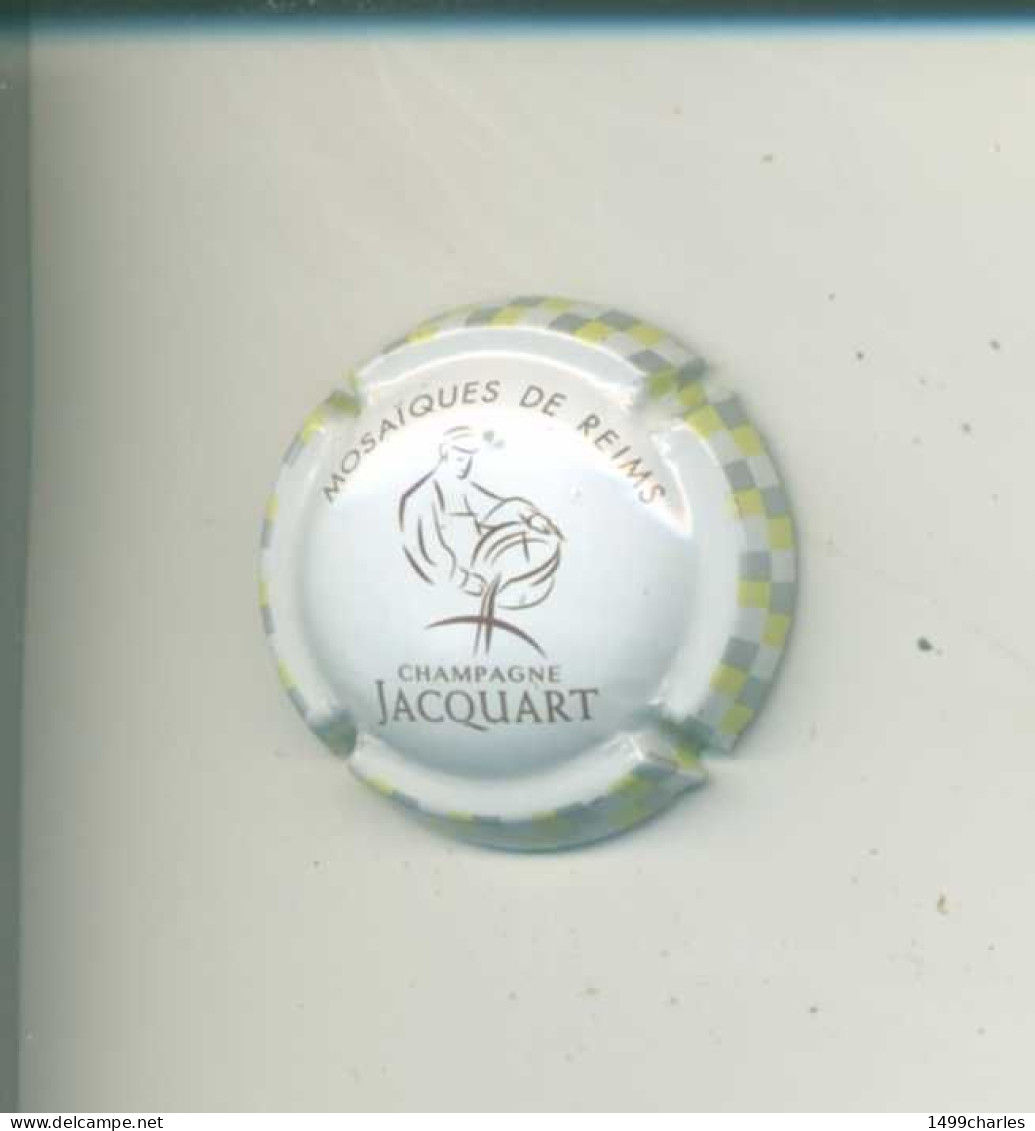 MOSAÏQUES DE REIMS
CHAMPAGNE
JACQUART
www.delcampe.net
1499charles